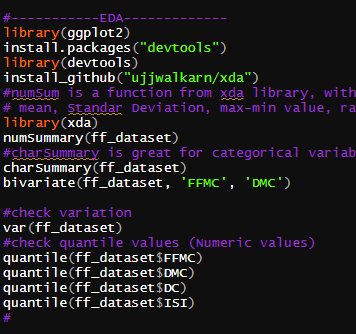 #-----------EDA-------------
library(ggplot2)
install.packages("devtools")
library(devtools)
install_github("ujjwalkarn/xda")
#numSum is a function from xda library, with
# mean, Standar Deviation, max-min value, ra
library(xda)
numSummary(ff_dataset)
#charSummary is great for categorical variab
charSummary(ff_dataset)
bivariate(ff_dataset, 'FFMC', 'DMC')
#check variation
var(ff_dataset)
#check quantile values (Numeric values)
quantile(ff_dataset$FFMC)
quantile(ff_dataset$DMC)
quantile(ff_dataset$DC)
quantile(ff_dataset$ISI)
#